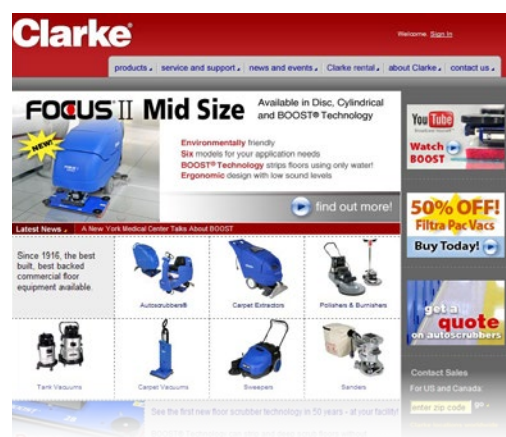 Clarke®
Welcome. Sign In
products
service and support
news and events
Clarke rental
about Clarke
contact us
FOCUS II Mid Size
Available in Disc, Cylindrical
and BOOST® Technology
NEW!
Environmentally friendly
Six models for your application needs
BOOST® Technology strips floors using only water!
Ergonomic design with low sound levels
find out more!
You Tube
Watch
BOOST
50% OFF!
Filtra Pac Vacs
Buy Today!
Latest News
A New York Medical Center Talks About BOOST
Since 1916, the best
built, best backed
commercial floor
equipment available.
Autoscrubbers®
Carpet Extractors
Polishers & Burnishers
get a
quote
on autoscrubbers
Tank Vacuums
Carpet Vacuums
Sweepers
Sanders
Contact Sales
For US and Canada:
enter zip code
go
See the first new floor scrubber technology in 50 years - at your facility!